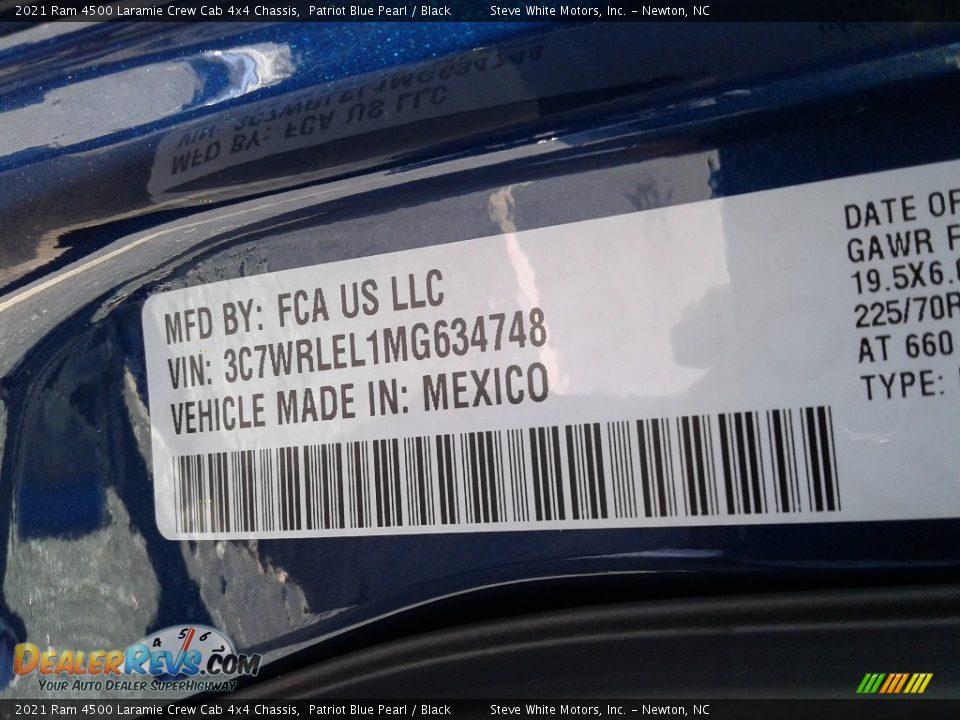 2021 Ram 4500 Laramie Crew Cab 4x4 Chassis, Patriot Blue Pearl / Black Steve White Motors, Inc. – Newton, NC
MFD BY: FCA US LLC
VIN: 3C7WRLEL1MG634748
VEHICLE MADE IN: MEXICO
DATE OF
GAWR F
19.5X6.
225/70R
AT 660
TYPE:
4 5 6
DEALERREVS.COM
YOUR AUTO DEALER SUPERHIGHWAY
2021 Ram 4500 Laramie Crew Cab 4x4 Chassis, Patriot Blue Pearl / Black Steve White Motors, Inc. – Newton, NC